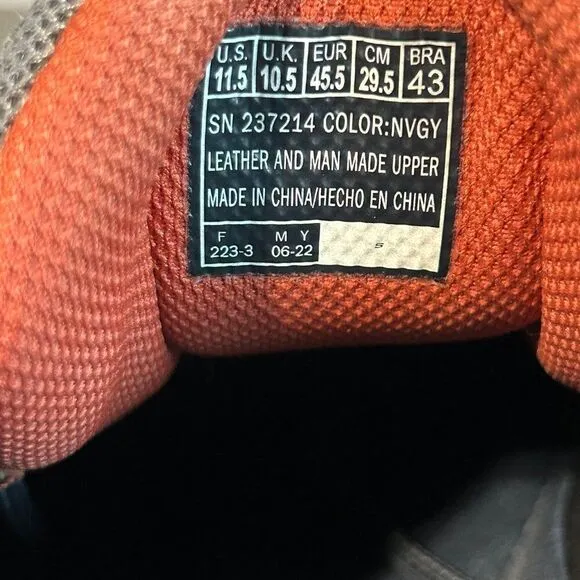 U.S. U.K. EUR CM BRA
11.5 10.5 45.5 29.5 43
SN 237214 COLOR:NVGY
LEATHER AND MAN MADE UPPER
MADE IN CHINA/HECHO EN CHINA
F M Y
223-3 06-22